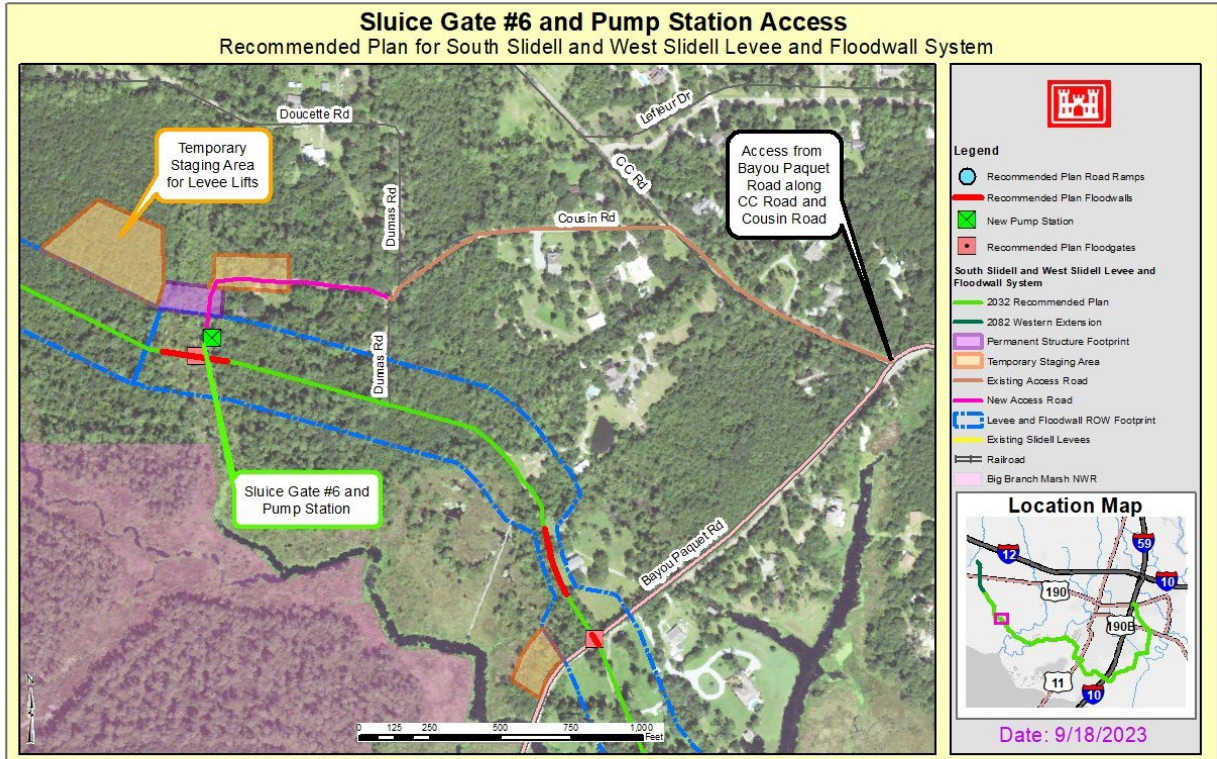 Sluice Gate #6 and Pump Station Access
Recommended Plan for South Slidell and West Slidell Levee and Floodwall System
Doucette Rd
Lefleur Dr
CC Rd
Temporary
Staging Area
for Levee Lifts
Access from
Bayou Paquet
Road along
CC Road and
Cousin Road
Dumas Rd
Cousin Rd
Dumas Rd
Sluice Gate #6 and
Pump Station
Bayou Paquet Rd
N
0 125 250 500 750 1,000
Feet
Legend
Recommended Plan Road Ramps
Recommended Plan Floodwalls
New Pump Station
Recommended Plan Floodgates
South Slidell and West Slidell Levee and
Floodwall System
2032 Recommended Plan
2082 Western Extension
Permanent Structure Footprint
Temporary Staging Area
Existing Access Road
New Access Road
Levee and Floodwall ROW Footprint
Existing Slidell Levees
Railroad
Big Branch Marsh NWR
Location Map
12
59
10
190
190B
11
10
Date: 9/18/2023